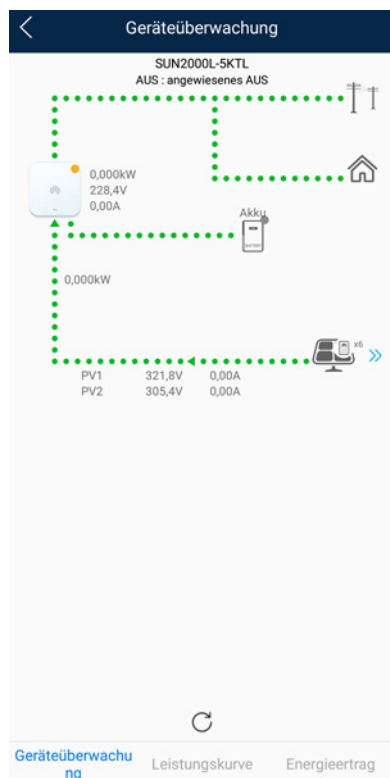 Geräteüberwachung
SUN2000L-5KTL
AUS : angewiesenes AUS
0,000kW
228,4V
0,00A
Akku
BATTERY
0,000kW
x6
PV1 321,8V 0,00A
PV2 305,4V 0,00A
Geräteüberwachu
ng
Leistungskurve
Energieertrag